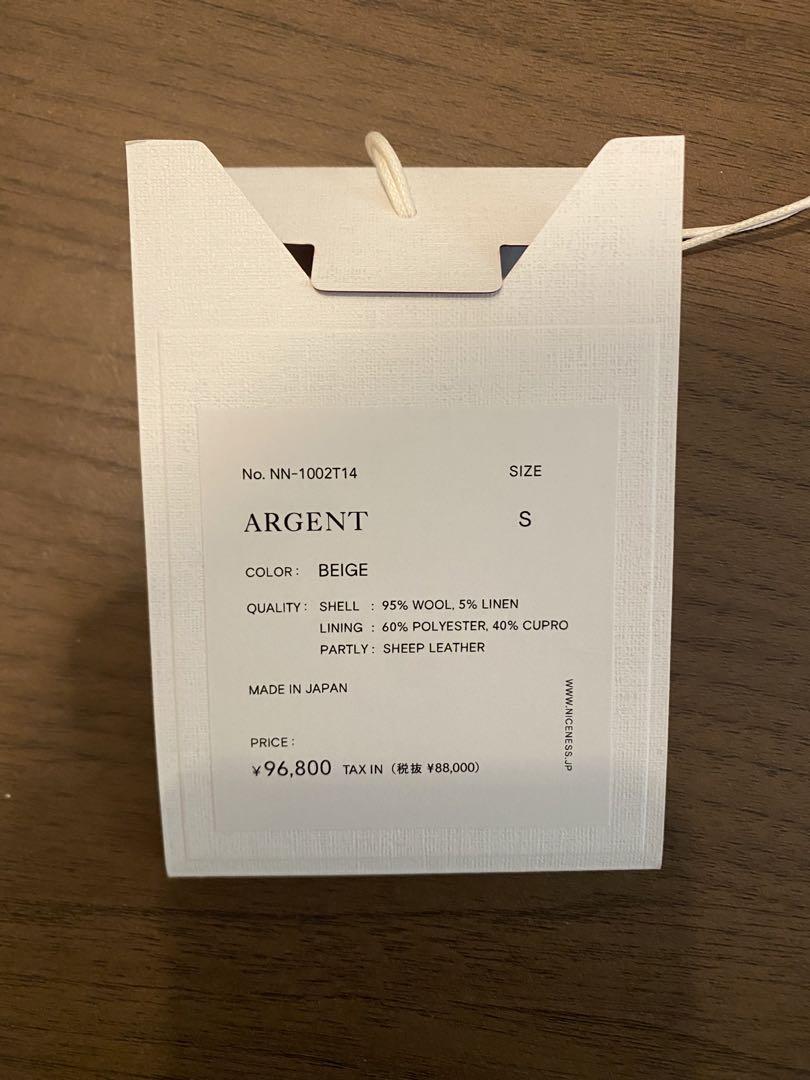 No. NN-1002T14 SIZE
ARGENT S
COLOR : BEIGE
QUALITY : SHELL : 95% WOOL, 5% LINEN
LINING : 60% POLYESTER, 40% CUPRO
PARTLY : SHEEP LEATHER
MADE IN JAPAN
PRICE :
¥96,800 TAX IN (税抜 ¥88,000)
WWW.NICENESS.JP